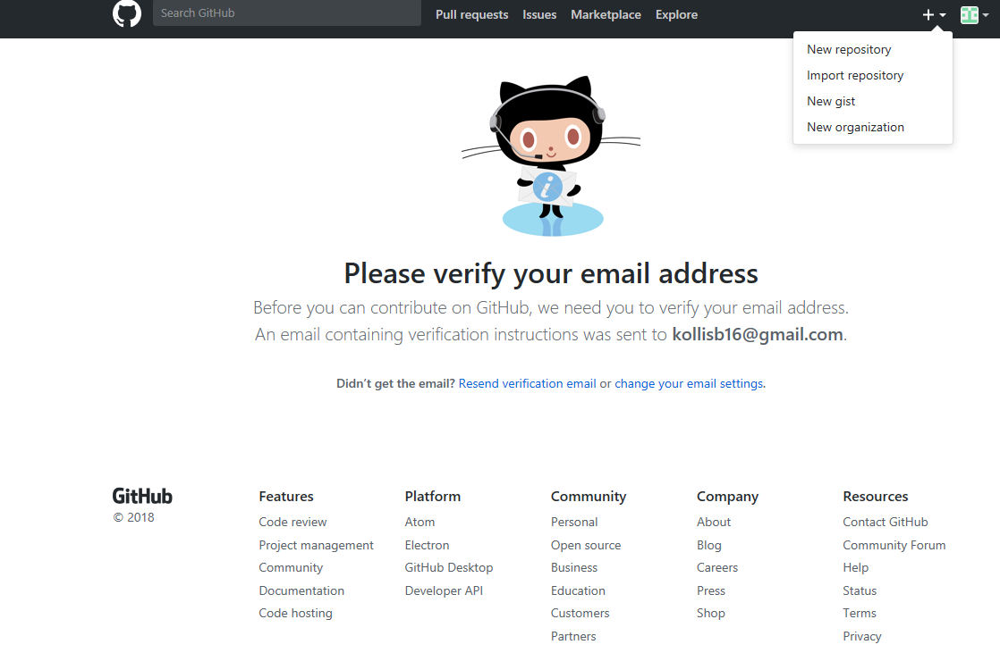 Search GitHub
Pull requests Issues Marketplace Explore
New repository
Import repository
New gist
New organization
i
Please verify your email address
Before you can contribute on GitHub, we need you to verify your email address.
An email containing verification instructions was sent to kollisb16@gmail.com.
Didn’t get the email? Resend verification email or change your email settings.
GitHub
© 2018
Features
Code review
Project management
Community
Documentation
Code hosting
Platform
Atom
Electron
GitHub Desktop
Developer API
Community
Personal
Open source
Business
Education
Customers
Partners
Company
About
Blog
Careers
Press
Shop
Resources
Contact GitHub
Community Forum
Help
Status
Terms
Privacy